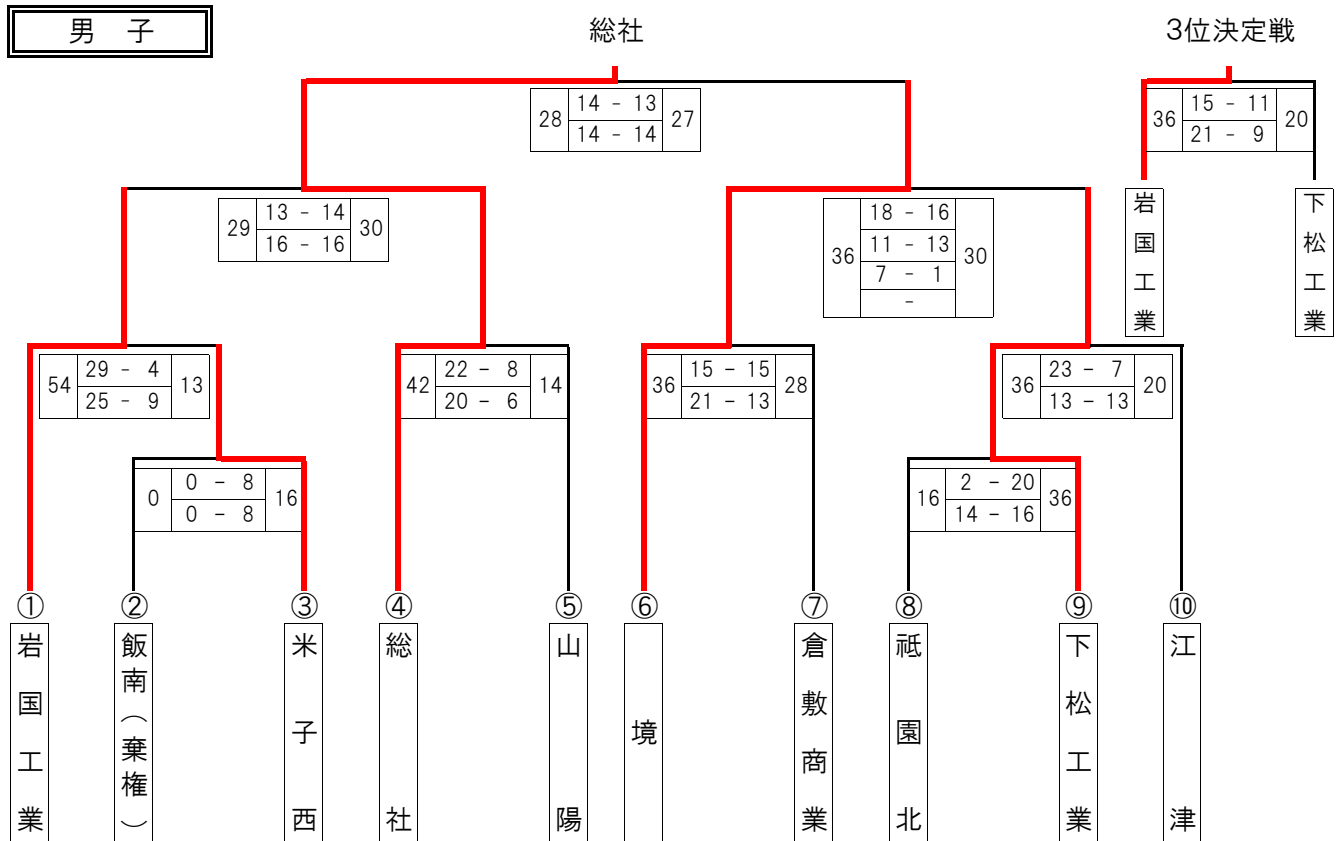 男 子
総社
3位決定戦
28 14 - 13 27
14 - 14
36 15 - 11 20
21 - 9
岩国工業
下松工業
29 13 - 14 30
16 - 16
36 18 - 16 30
11 - 13
7 - 1
-
54 29 - 4 13
25 - 9
42 22 - 8 14
20 - 6
36 15 - 15 28
21 - 13
36 23 - 7 20
13 - 13
0 0 - 8 16
0 - 8
16 2 - 20 36
14 - 16
① ② ③ ④ ⑤ ⑥ ⑦ ⑧ ⑨ ⑩
岩国工業
飯南(棄権)
米子西
総社
山陽
境
倉敷商業
祇園北
下松工業
江津